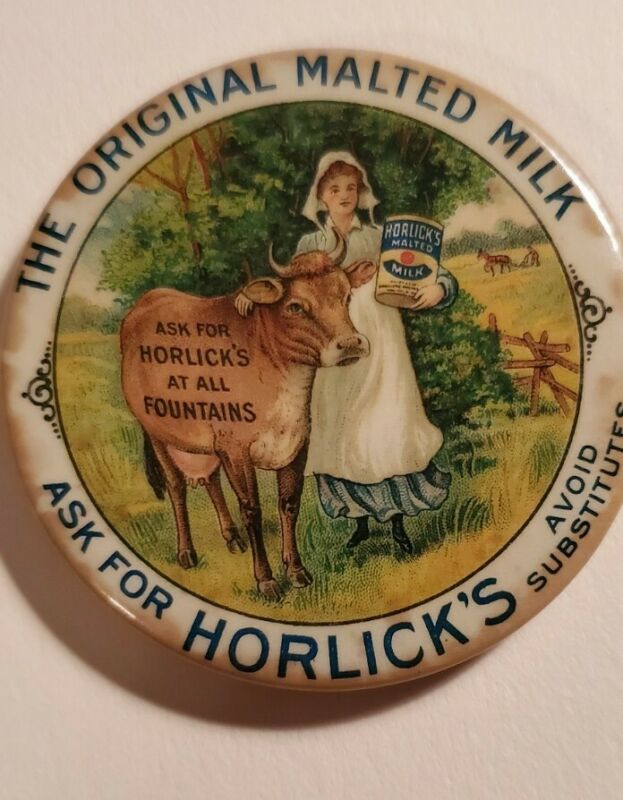 THE ORIGINAL MALTED MILK
HORLICK'S
MALTED
MILK
ASK FOR
HORLICK'S
AT ALL
FOUNTAINS
ASK FOR HORLICK'S
AVOID
SUBSTITUTES